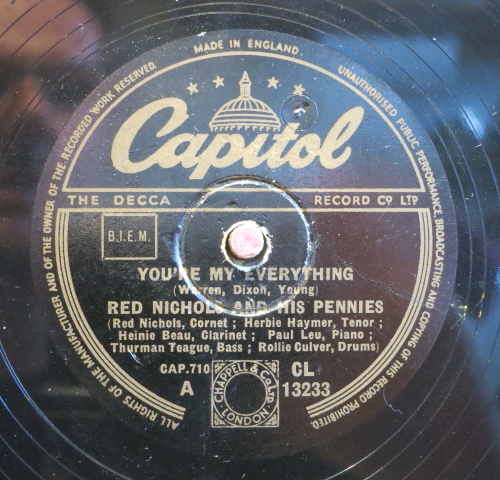 MADE IN ENGLAND
ALL RIGHTS OF THE MANUFACTURER AND OF THE OWNER OF THE RECORDED WORK RESERVED.
UNAUTHORISED PUBLIC PERFORMANCE, BROADCASTING AND COPYING OF THIS RECORD PROHIBITED.
Capitol
THE DECCA RECORD Cº LTD
B.I.E.M.
YOU'RE MY EVERYTHING
(Warren, Dixon, Young)
RED NICHOLS AND HIS PENNIES
(Red Nichols, Cornet ; Herbie Haymer, Tenor ;
Heinie Beau, Clarinet ; Paul Leu, Piano ;
Thurman Teague, Bass ; Rollie Culver, Drums)
CAP.710 CL
A 13233
CHAPPELL & Co LTD
LONDON